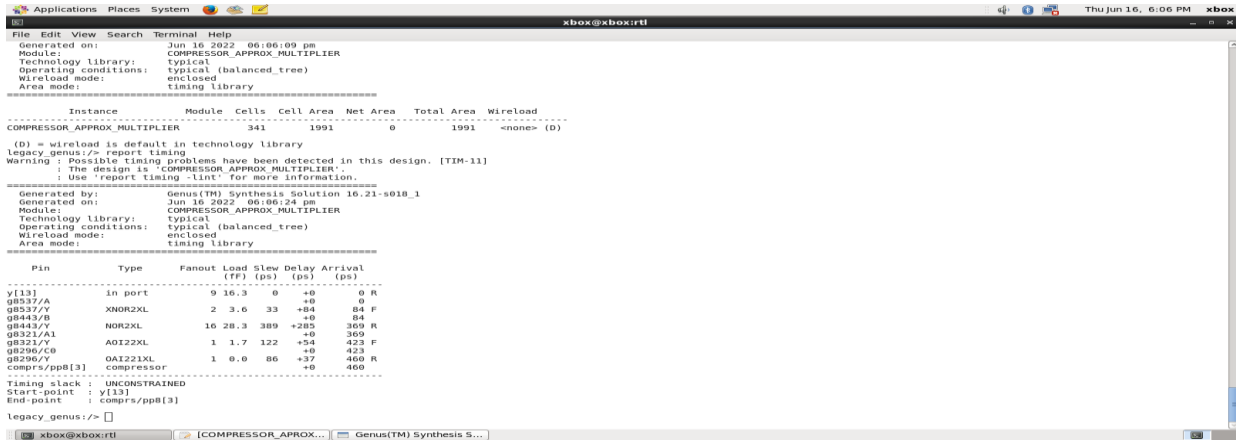 Applications Places System Thu Jun 16, 6:06 PM xbox
xbox@xbox:rtl
File Edit View Search Terminal Help
Generated on: Jun 16 2022 06:06:09 pm
Module: COMPRESSOR_APPROX_MULTIPLIER
Technology library: typical
Operating conditions: typical (balanced_tree)
Wireload mode: enclosed
Area mode: timing library
============================================================
Instance Module Cells Cell Area Net Area Total Area Wireload
------------------------------------------------------------------------------------------
COMPRESSOR_APPROX_MULTIPLIER 341 1991 0 1991 <none> (D)
(D) = wireload is default in technology library
legacy_genus:/> report timing
Warning : Possible timing problems have been detected in this design. [TIM-11]
: The design is 'COMPRESSOR_APPROX_MULTIPLIER'.
: Use 'report timing -lint' for more information.
============================================================
Generated by: Genus(TM) Synthesis Solution 16.21-s018_1
Generated on: Jun 16 2022 06:06:24 pm
Module: COMPRESSOR_APPROX_MULTIPLIER
Technology library: typical
Operating conditions: typical (balanced_tree)
Wireload mode: enclosed
Area mode: timing library
============================================================
Pin Type Fanout Load Slew Delay Arrival
(fF) (ps) (ps) (ps)
------------------------------------------------------------
y[13] in port 9 16.3 0 +0 0 R
g8537/A +0 0
g8537/Y XNOR2XL 2 3.6 33 +84 84 F
g8443/B +0 84
g8443/Y NOR2XL 16 28.3 389 +285 369 R
g8321/A1 +0 369
g8321/Y AOI22XL 1 1.7 122 +54 423 F
g8296/C0 +0 423
g8296/Y OAI221XL 1 0.0 86 +37 460 R
comprs/pp8[3] compressor +0 460
------------------------------------------------------------
Timing slack : UNCONSTRAINED
Start-point : y[13]
End-point : comprs/pp8[3]
legacy_genus:/>
xbox@xbox:rtl [COMPRESSOR_APROX... Genus(TM) Synthesis S...